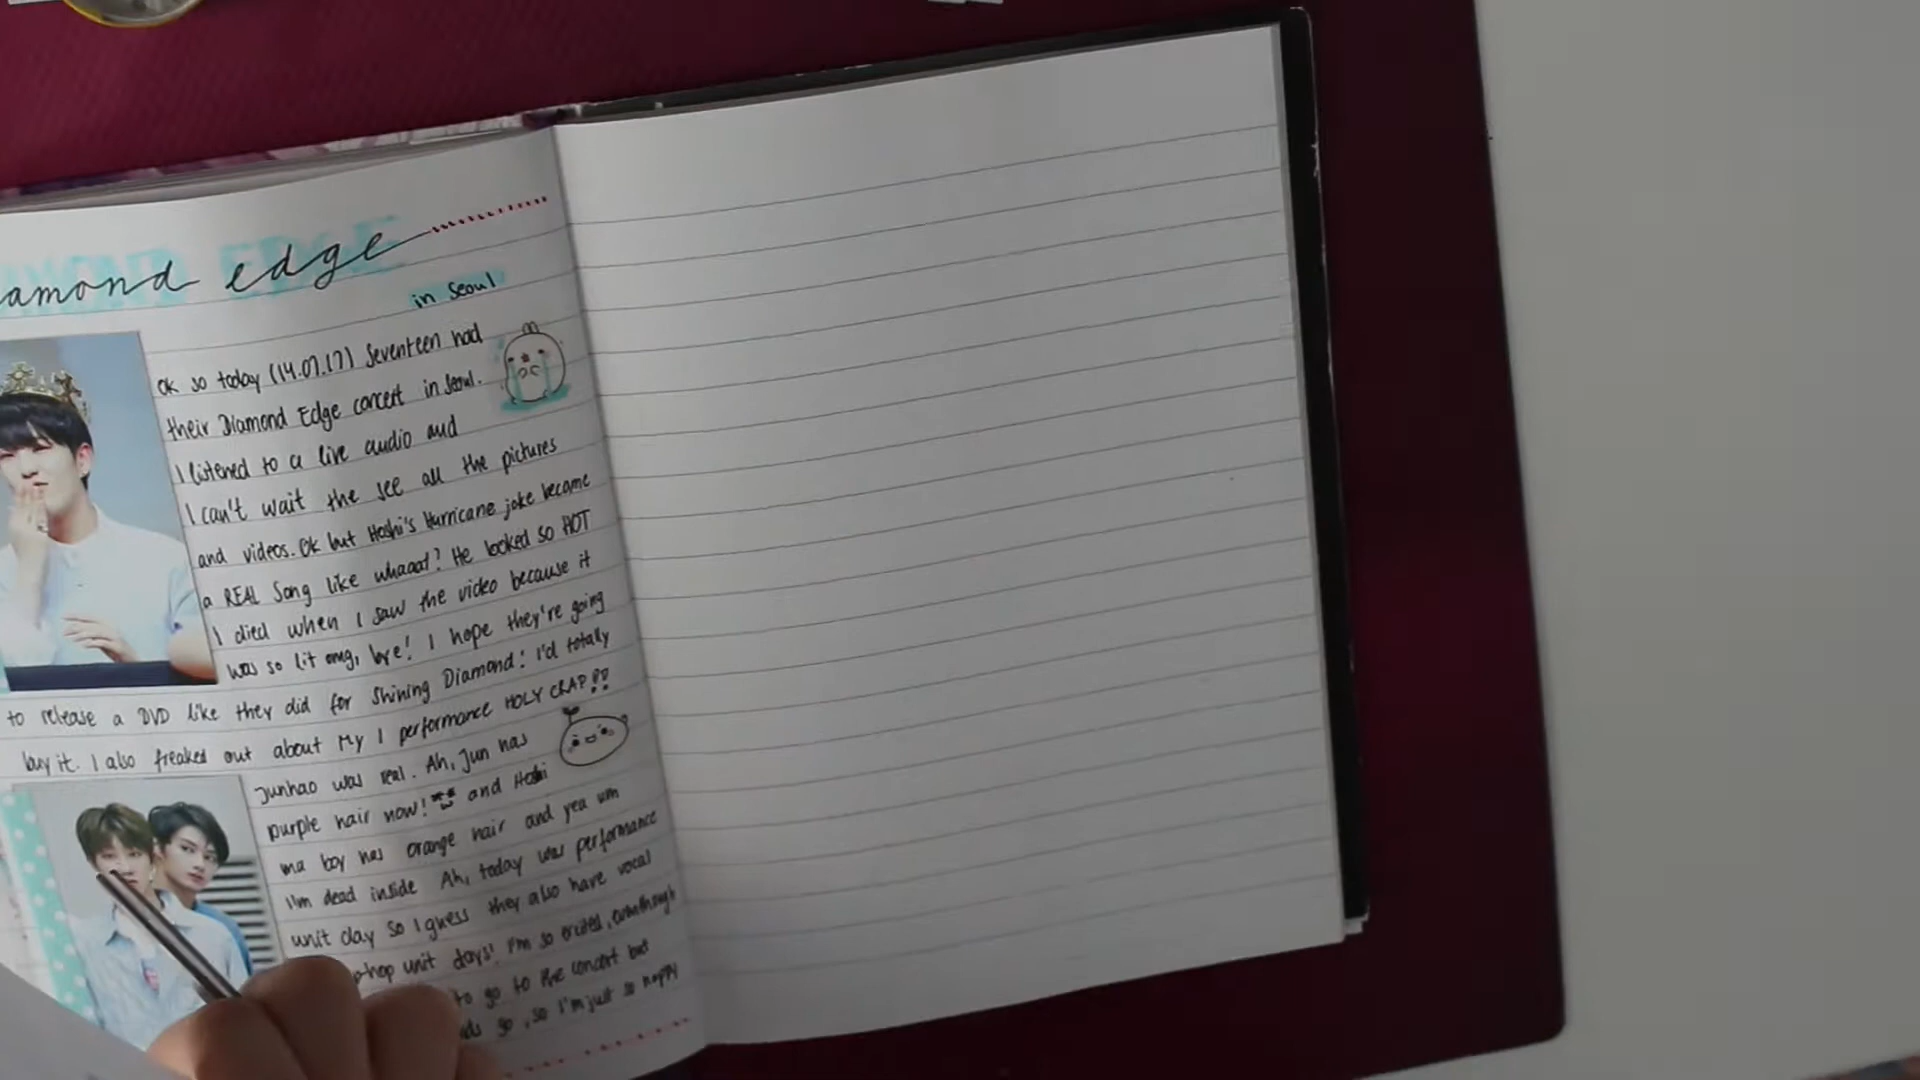 amond edge
in Seoul
Ok so today (14.07.17) Seventeen had
their Diamond Edge concert in Seoul.
I listened to a live audio and
I can't wait the see all the pictures
and videos. Ok but Hoshi's Hurricane joke became
a REAL Song like whaaat? He looked so HOT
I died when I saw the video because it
was so lit omg, bye! I hope they're going
to release a DVD like they did for Shining Diamond! I'd totally
buy it. I also freaked out about My I performance HOLY CRAP!!
Junhao was real. Ah, Jun has
purple hair now! and Hoshi
ma boy has orange hair and yea um
I'm dead inside Ah, today was performance
unit day so I guess they also have vocal
hop unit days! I'm so excited, eventhough
to go to the concert but
go, so I'm just so happy